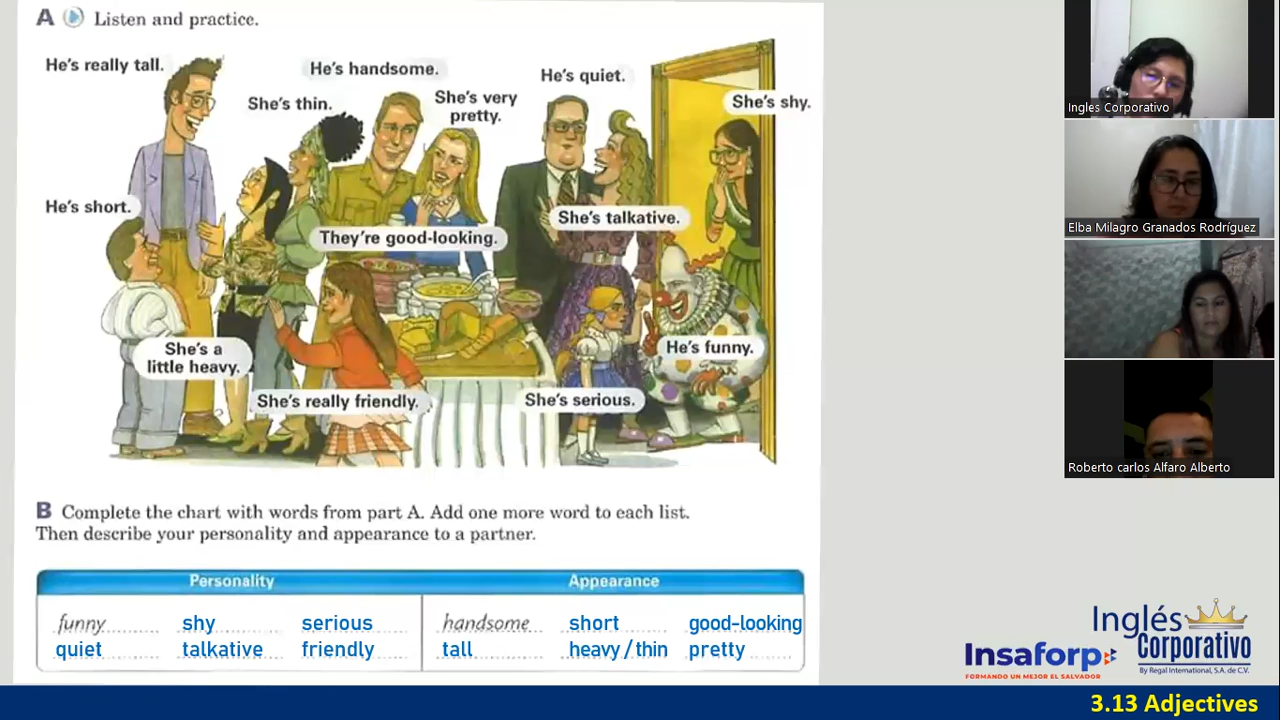 A Listen and practice.
He's really tall.
He's handsome.
He's quiet.
She's thin.
She's very
pretty.
She's shy.
He's short.
She's talkative.
They're good-looking.
She's a
little heavy.
He's funny.
She's really friendly.
She's serious.
B Complete the chart with words from part A. Add one more word to each list.
Then describe your personality and appearance to a partner.
Personality
Appearance
funny shy serious
quiet talkative friendly
handsome short good-looking
tall heavy / thin pretty
Ingles Corporativo
Elba Milagro Granados Rodríguez
Roberto carlos Alfaro Alberto
Insaforp
FORMANDO UN MEJOR EL SALVADOR
Inglés
Corporativo
By Regal International, S.A. de C.V.
3.13 Adjectives